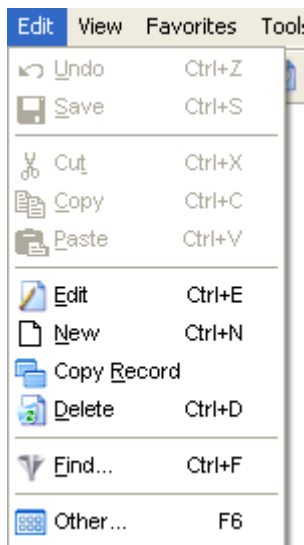 Edit View Favorites Tools
Undo Ctrl+Z
Save Ctrl+S
Cut Ctrl+X
Copy Ctrl+C
Paste Ctrl+V
Edit Ctrl+E
New Ctrl+N
Copy Record
Delete Ctrl+D
Find... Ctrl+F
Other... F6